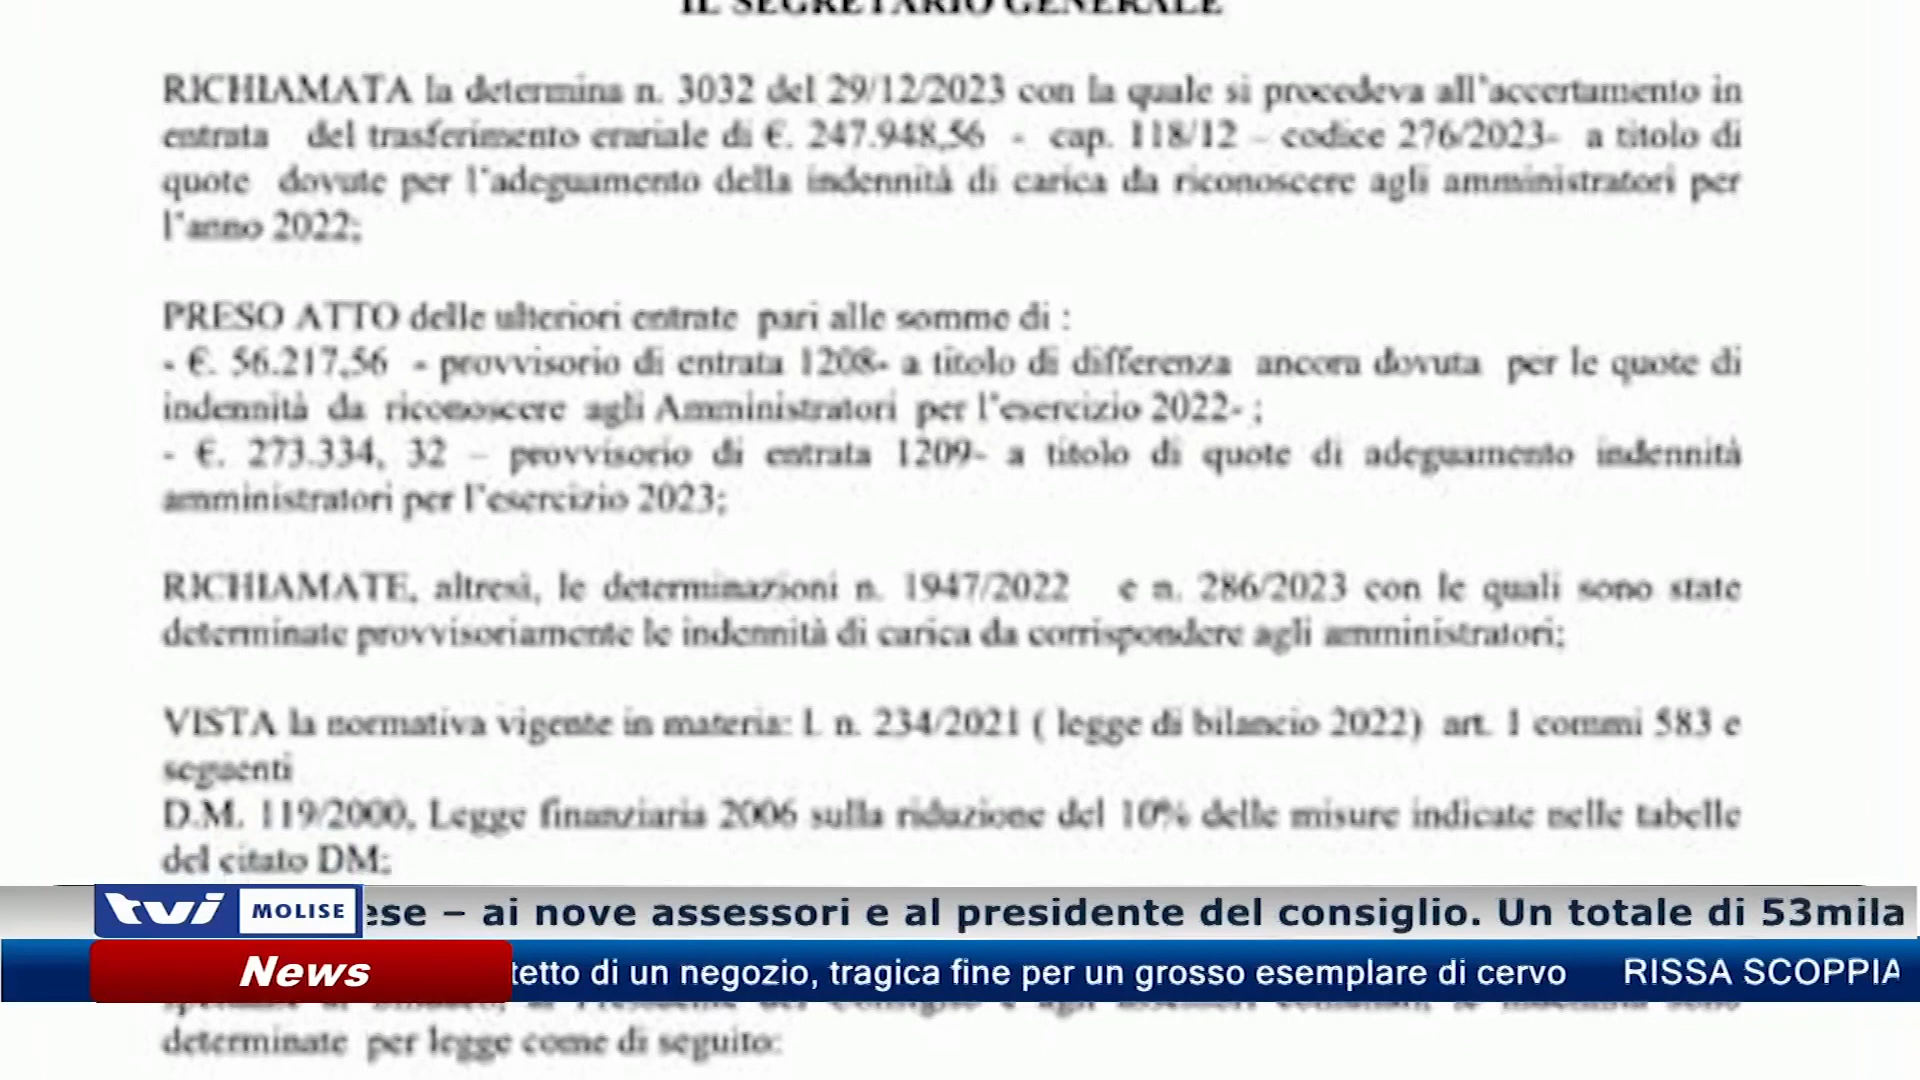 IL SEGRETARIO GENERALE
RICHIAMATA la determina n. 3032 del 29/12/2023 con la quale si procedeva all'accertamento in
entrata del trasferimento erariale di €. 247.948,56 - cap. 118/12 – codice 276/2023- a titolo di
quote dovute per l'adeguamento della indennità di carica da riconoscere agli amministratori per
l'anno 2022;
PRESO ATTO delle ulteriori entrate pari alle somme di :
- €. 56.217,56 - provvisorio di entrata 1208- a titolo di differenza ancora dovuta per le quote di
indennità da riconoscere agli Amministratori per l'esercizio 2022- ;
- €. 273.334, 32 – provvisorio di entrata 1209- a titolo di quote di adeguamento indennità
amministratori per l'esercizio 2023;
RICHIAMATE, altresì, le determinazioni n. 1947/2022 e n. 286/2023 con le quali sono state
determinate provvisoriamente le indennità di carica da corrispondere agli amministratori;
VISTA la normativa vigente in materia: l. n. 234/2021 ( legge di bilancio 2022) art. 1 commi 583 e
seguenti
D.M. 119/2000, Legge finanziaria 2006 sulla riduzione del 10% delle misure indicate nelle tabelle
del citato DM;
tvi MOLISE ese – ai nove assessori e al presidente del consiglio. Un totale di 53mila
News tetto di un negozio, tragica fine per un grosso esemplare di cervo RISSA SCOPPIA
determinate per legge come di seguito: